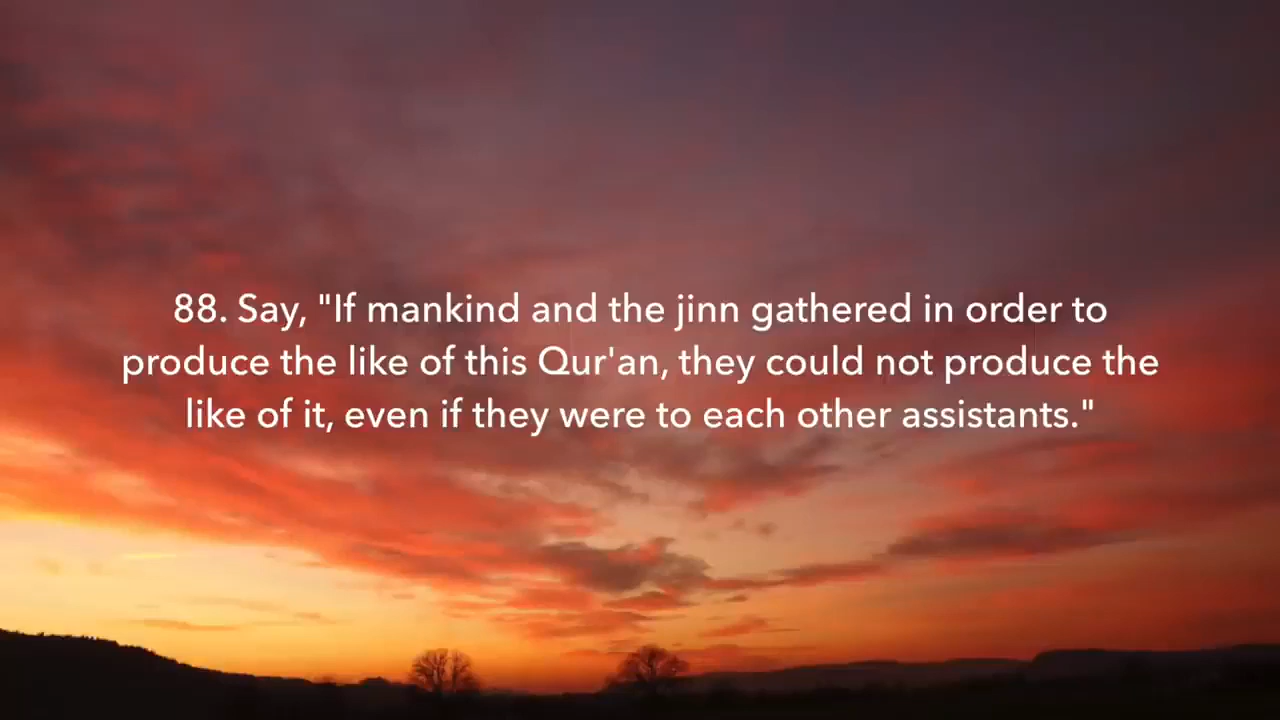 88. Say, "If mankind and the jinn gathered in order to
produce the like of this Qur'an, they could not produce the
like of it, even if they were to each other assistants."